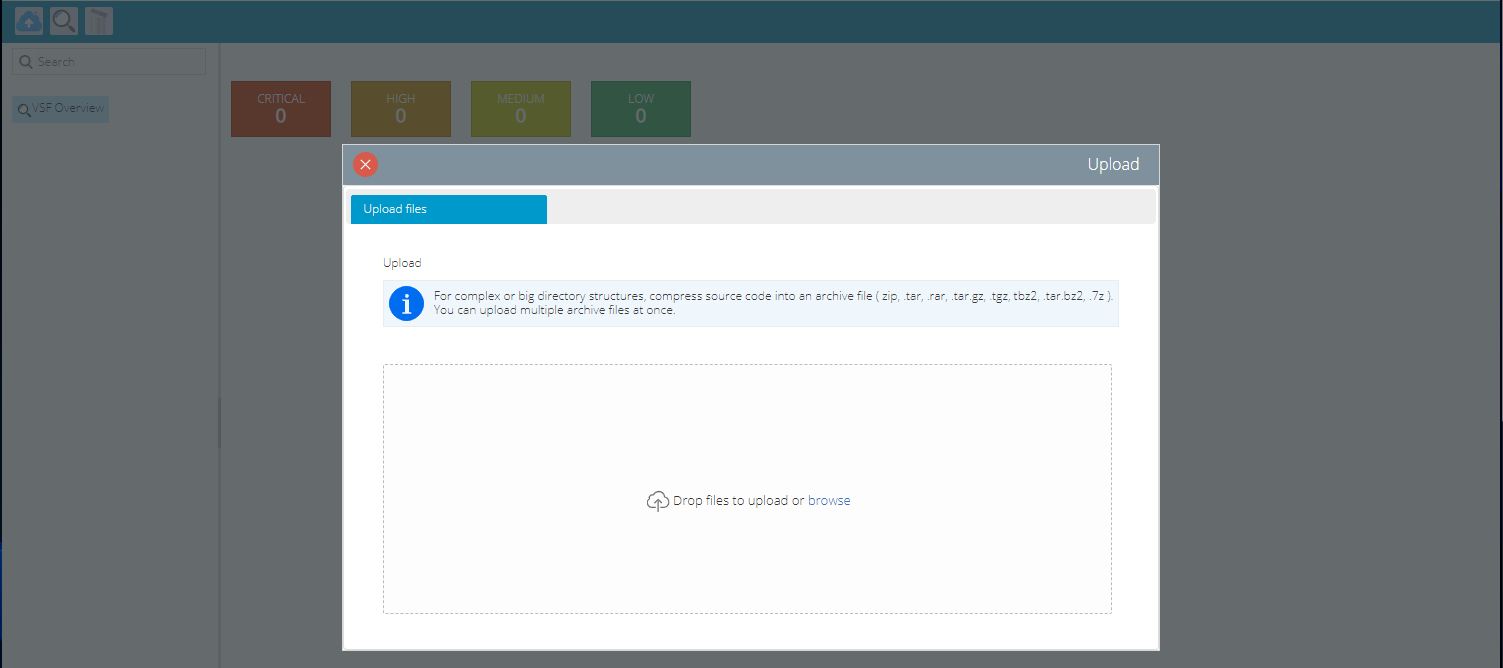 Search
VSF Overview
CRITICAL
0
HIGH
0
MEDIUM
0
LOW
0
Upload
Upload files
Upload
For complex or big directory structures, compress source code into an archive file ( zip, .tar, .rar, .tar.gz, .tgz, tbz2, .tar.bz2, .7z ).
You can upload multiple archive files at once.
Drop files to upload or browse